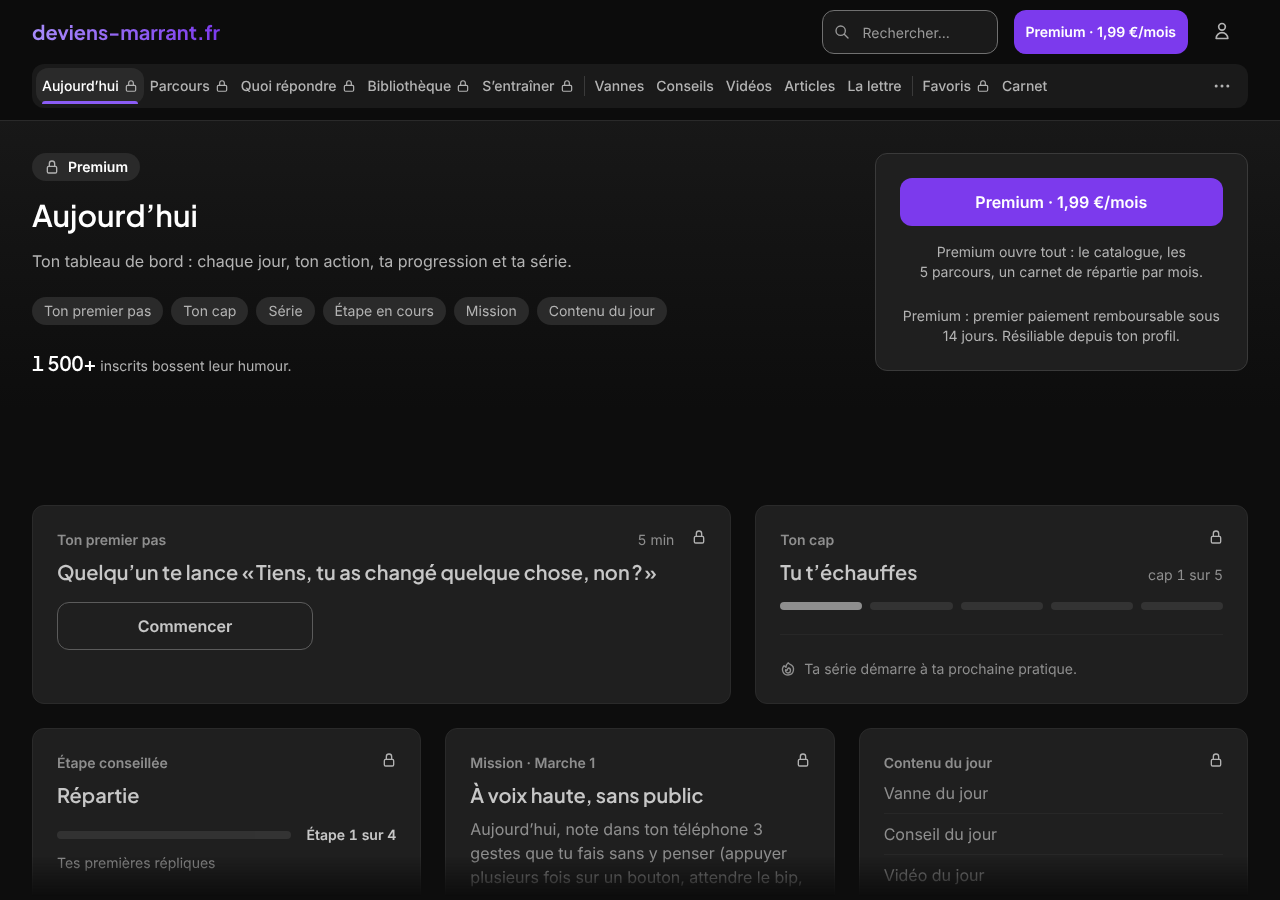 deviens-marrant.fr
Rechercher...
Premium · 1,99 €/mois
Aujourd’hui Parcours Quoi répondre Bibliothèque S’entraîner Vannes Conseils Vidéos Articles La lettre Favoris Carnet
Premium
Aujourd’hui
Ton tableau de bord : chaque jour, ton action, ta progression et ta série.
Ton premier pas Ton cap Série Étape en cours Mission Contenu du jour
1 500+ inscrits bossent leur humour.
Premium · 1,99 €/mois
Premium ouvre tout : le catalogue, les
5 parcours, un carnet de répartie par mois.
Premium : premier paiement remboursable sous
14 jours. Résiliable depuis ton profil.
Ton premier pas 5 min
Quelqu’un te lance « Tiens, tu as changé quelque chose, non ? »
Commencer
Ton cap
Tu t’échauffes cap 1 sur 5
Ta série démarre à ta prochaine pratique.
Étape conseillée
Répartie
Étape 1 sur 4
Tes premières répliques
Mission · Marche 1
À voix haute, sans public
Aujourd’hui, note dans ton téléphone 3
gestes que tu fais sans y penser (appuyer
plusieurs fois sur un bouton, attendre le bip,
Contenu du jour
Vanne du jour
Conseil du jour
Vidéo du jour